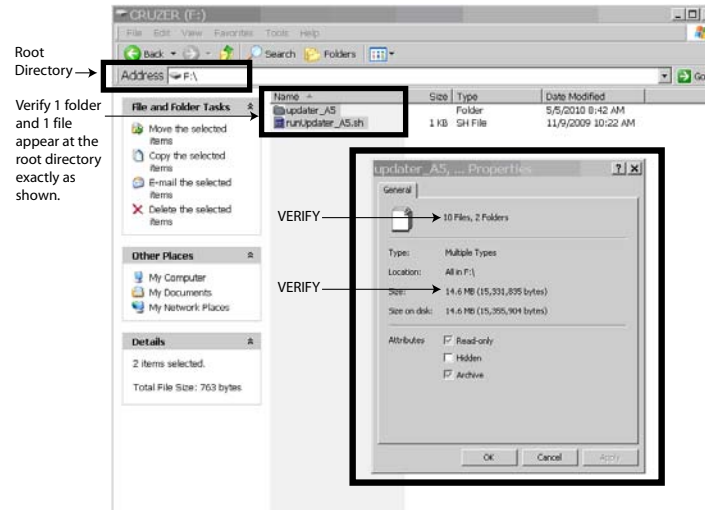 CRUZER (F:)
File Edit View Favorites Tools Help
Back Search Folders
Root
Directory
Address F:\ Go
Name Size Type Date Modified
updater_A5 Folder 5/5/2010 8:42 AM
runUpdater_A5.sh 1 KB SH File 11/9/2009 10:22 AM
Verify 1 folder
and 1 file
appear at the
root directory
exactly as
shown.
File and Folder Tasks
Move the selected
items
Copy the selected
items
E-mail the selected
items
Delete the selected
items
Other Places
My Computer
My Documents
My Network Places
Details
2 items selected.
Total File Size: 763 bytes
updater_A5, ... Properties
General
VERIFY
10 Files, 2 Folders
Type: Multiple Types
Location: All in F:\
VERIFY
Size: 14.6 MB (15,331,835 bytes)
Size on disk: 14.6 MB (15,355,904 bytes)
Attributes Read-only
Hidden
Archive
OK Cancel Apply